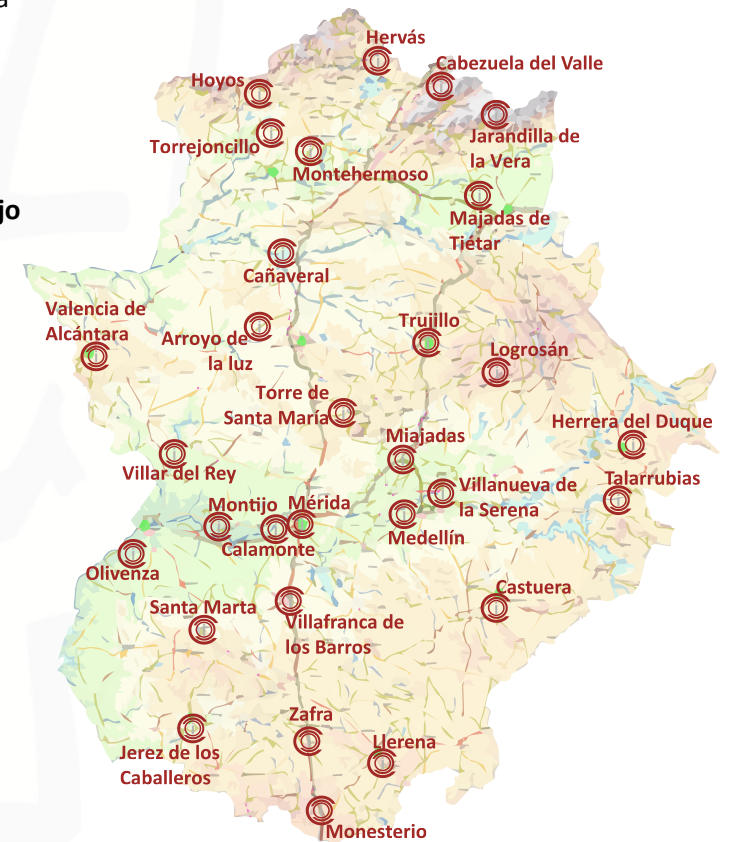 a
jo
Hervás
Cabezuela del Valle
Hoyos
Jarandilla de
la Vera
Torrejoncillo
Montehermoso
Majadas de
Tiétar
Cañaveral
Valencia de
Alcántara
Arroyo de
la luz
Trujillo
Logrosán
Torre de
Santa María
Herrera del Duque
Miajadas
Villar del Rey
Talarrubias
Villanueva de
la Serena
Montijo
Mérida
Medellín
Calamonte
Olivenza
Castuera
Santa Marta
Villafranca de
los Barros
Zafra
Llerena
Jerez de los
Caballeros
Monesterio